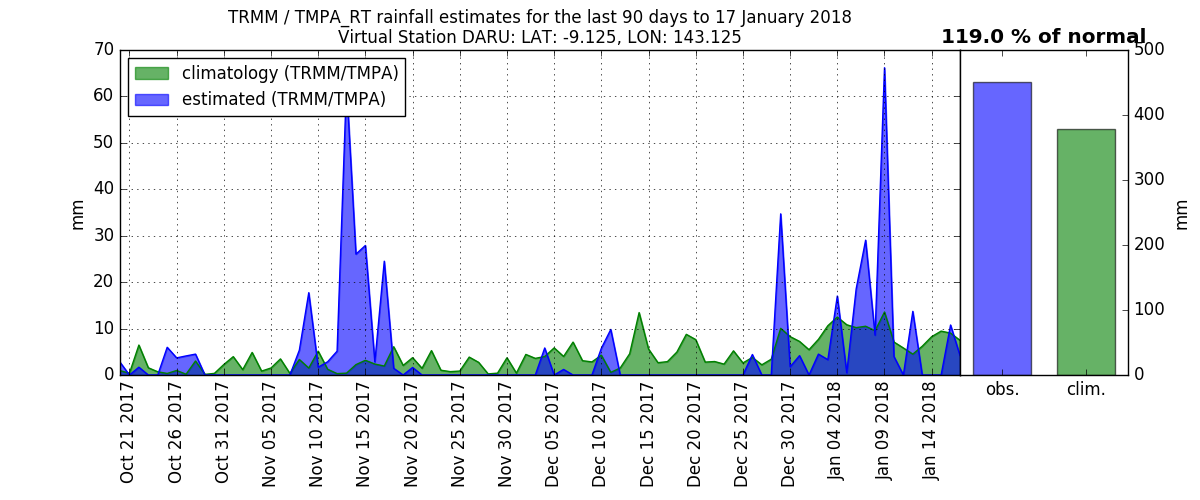 TRMM / TMPA_RT rainfall estimates for the last 90 days to 17 January 2018
Virtual Station DARU: LAT: -9.125, LON: 143.125
119.0 % of normal
climatology (TRMM/TMPA)
estimated (TRMM/TMPA)
mm
70
60
50
40
30
20
10
0
Oct 21 2017
Oct 26 2017
Oct 31 2017
Nov 05 2017
Nov 10 2017
Nov 15 2017
Nov 20 2017
Nov 25 2017
Nov 30 2017
Dec 05 2017
Dec 10 2017
Dec 15 2017
Dec 20 2017
Dec 25 2017
Dec 30 2017
Jan 04 2018
Jan 09 2018
Jan 14 2018
500
400
300
200
100
0
mm
obs.
clim.